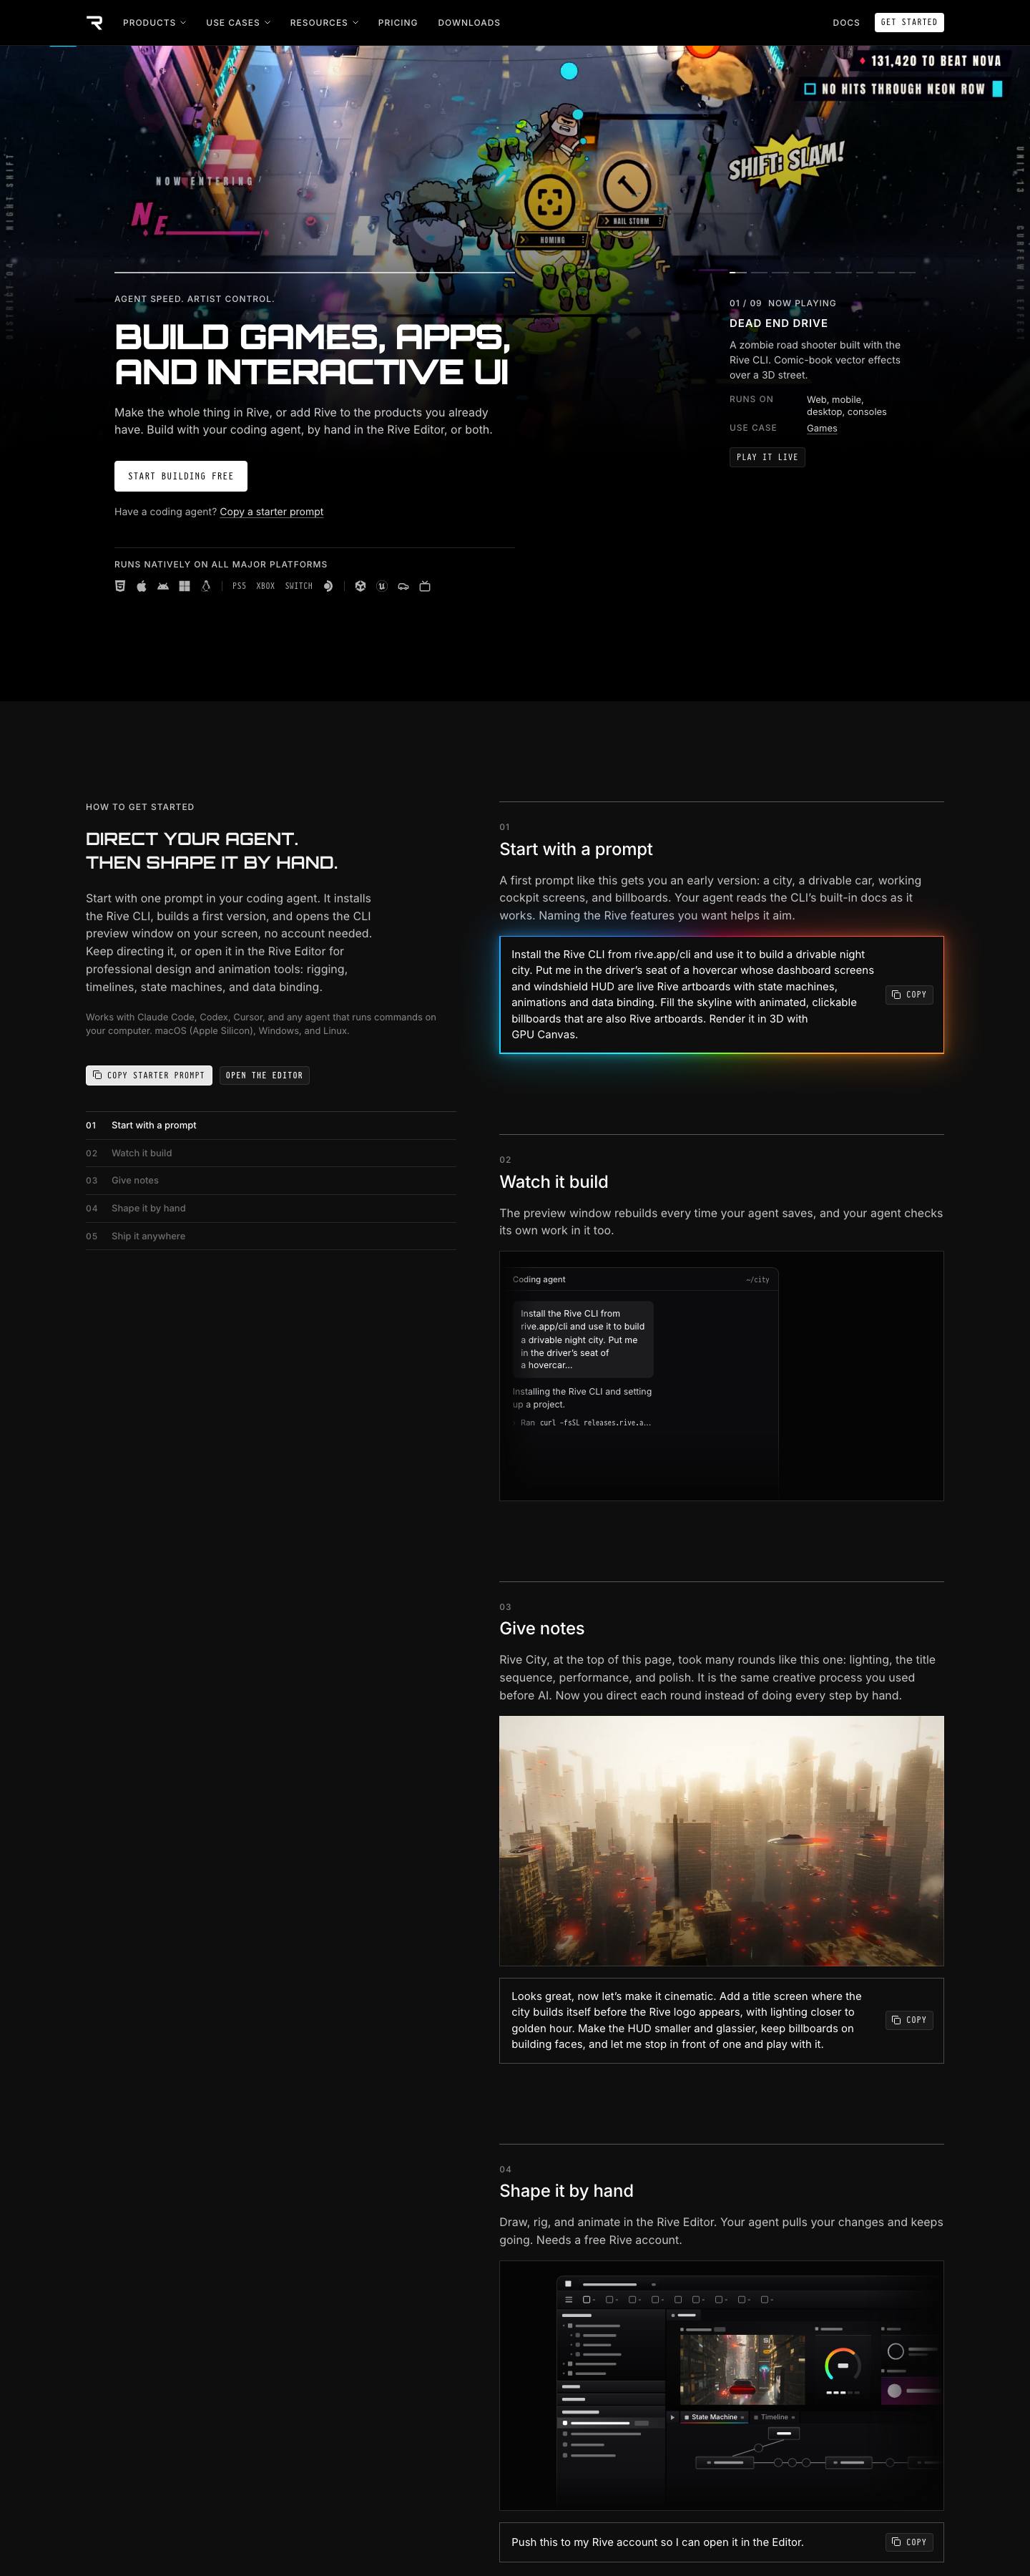 PRODUCTS
USE CASES
RESOURCES
PRICING
DOWNLOADS
DOCS
GET STARTED
131,420 TO BEAT NOVA
NO HITS THROUGH NEON ROW
SHIFT: SLAM!
NIGHT SHIFT
UNIT 13
NOW ENTERING
NE
HAIL STORM
HOMING
CURFEW IN EFFECT
AGENT SPEED. ARTIST CONTROL.
BUILD GAMES, APPS,
AND INTERACTIVE UI
Make the whole thing in Rive, or add Rive to the products you already
have. Build with your coding agent, by hand in the Rive Editor, or both.
START BUILDING FREE
Have a coding agent? Copy a starter prompt
RUNS NATIVELY ON ALL MAJOR PLATFORMS
PS5 XBOX SWITCH
01 / 09 NOW PLAYING
DEAD END DRIVE
A zombie road shooter built with the
Rive CLI. Comic-book vector effects
over a 3D street.
RUNS ON
Web, mobile,
desktop, consoles
USE CASE
Games
PLAY IT LIVE
HOW TO GET STARTED
DIRECT YOUR AGENT.
THEN SHAPE IT BY HAND.
Start with one prompt in your coding agent. It installs
the Rive CLI, builds a first version, and opens the CLI
preview window on your screen, no account needed.
Keep directing it, or open it in the Rive Editor for
professional design and animation tools: rigging,
timelines, state machines, and data binding.
Works with Claude Code, Codex, Cursor, and any agent that runs commands on
your computer. macOS (Apple Silicon), Windows, and Linux.
COPY STARTER PROMPT
OPEN THE EDITOR
01 Start with a prompt
02 Watch it build
03 Give notes
04 Shape it by hand
05 Ship it anywhere
01
Start with a prompt
A first prompt like this gets you an early version: a city, a drivable car, working
cockpit screens, and billboards. Your agent reads the CLI’s built-in docs as it
works. Naming the Rive features you want helps it aim.
Install the Rive CLI from rive.app/cli and use it to build a drivable night
city. Put me in the driver’s seat of a hovercar whose dashboard screens
and windshield HUD are live Rive artboards with state machines,
animations and data binding. Fill the skyline with animated, clickable
billboards that are also Rive artboards. Render it in 3D with
GPU Canvas.
COPY
02
Watch it build
The preview window rebuilds every time your agent saves, and your agent checks
its own work in it too.
Coding agent
~/city
Install the Rive CLI from
rive.app/cli and use it to build
a drivable night city. Put me
in the driver’s seat of
a hovercar...
Installing the Rive CLI and setting
up a project.
Ran curl -fsSL releases.rive.a...
03
Give notes
Rive City, at the top of this page, took many rounds like this one: lighting, the title
sequence, performance, and polish. It is the same creative process you used
before AI. Now you direct each round instead of doing every step by hand.
Looks great, now let’s make it cinematic. Add a title screen where the
city builds itself before the Rive logo appears, with lighting closer to
golden hour. Make the HUD smaller and glassier, keep billboards on
building faces, and let me stop in front of one and play with it.
COPY
04
Shape it by hand
Draw, rig, and animate in the Rive Editor. Your agent pulls your changes and keeps
going. Needs a free Rive account.
State Machine
Timeline
Push this to my Rive account so I can open it in the Editor.
COPY